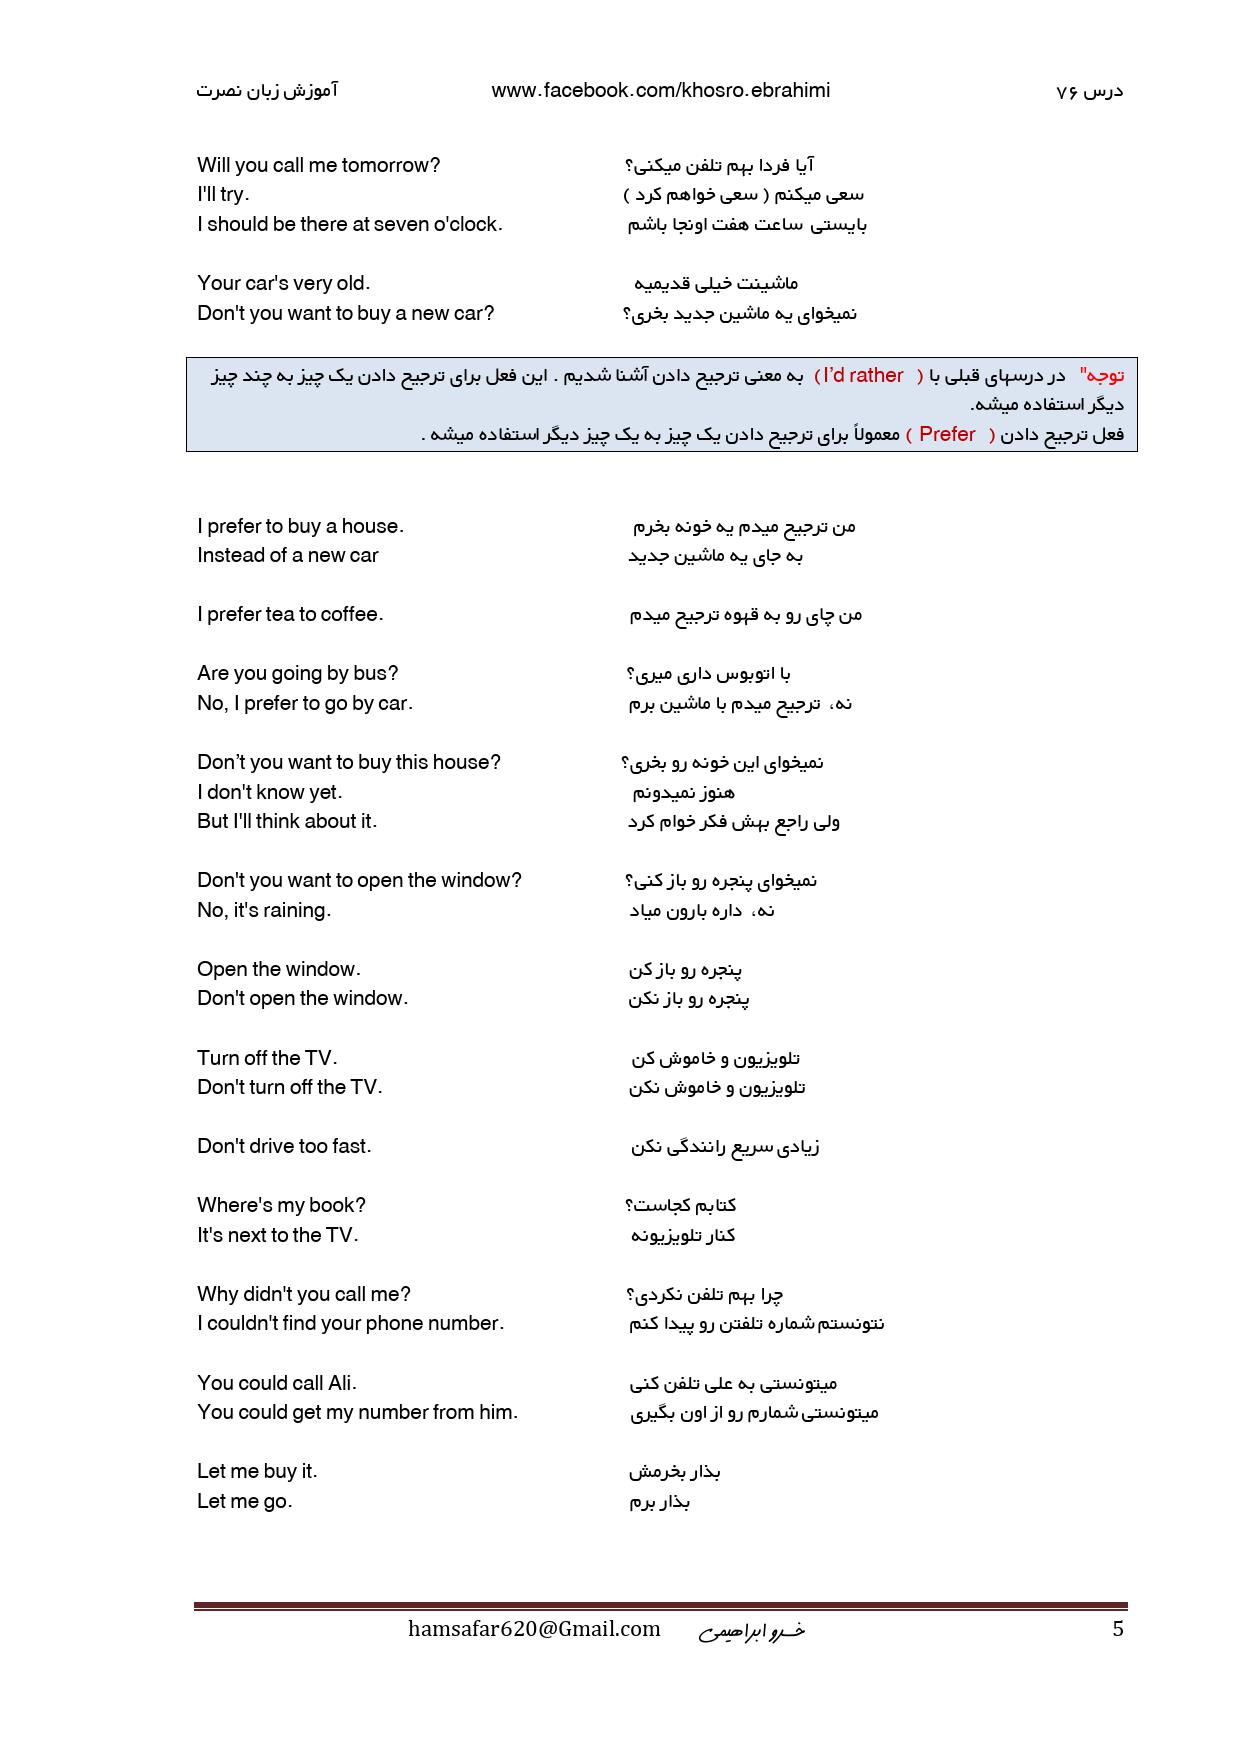 آموزش زبان نصرت www.facebook.com/khosro.ebrahimi درس ۷۶
Will you call me tomorrow? آیا فردا بهم تلفن میکنی؟
I'll try. سعی میکنم ( سعی خواهم کرد )
I should be there at seven o'clock. بایستی ساعت هفت اونجا باشم
Your car's very old. ماشینت خیلی قدیمیه
Don't you want to buy a new car? نمیخوای یه ماشین جدید بخری؟
توجه" در درسهای قبلی با ( I’d rather ) به معنی ترجیح دادن آشنا شدیم . این فعل برای ترجیح دادن یک چیز به چند چیز
دیگر استفاده میشه.
فعل ترجیح دادن ( Prefer ) معمولاً برای ترجیح دادن یک چیز به یک چیز دیگر استفاده میشه .
I prefer to buy a house. من ترجیح میدم یه خونه بخرم
Instead of a new car به جای یه ماشین جدید
I prefer tea to coffee. من چای رو به قهوه ترجیح میدم
Are you going by bus? با اتوبوس داری میری؟
No, I prefer to go by car. نه، ترجیح میدم با ماشین برم
Don’t you want to buy this house? نمیخوای این خونه رو بخری؟
I don't know yet. هنوز نمیدونم
But I'll think about it. ولی راجع بهش فکر خوام کرد
Don't you want to open the window? نمیخوای پنجره رو باز کنی؟
No, it's raining. نه، داره بارون میاد
Open the window. پنجره رو باز کن
Don't open the window. پنجره رو باز نکن
Turn off the TV. تلویزیون و خاموش کن
Don't turn off the TV. تلویزیون و خاموش نکن
Don't drive too fast. زیادی سریع رانندگی نکن
Where's my book? کتابم کجاست؟
It's next to the TV. کنار تلویزیونه
Why didn't you call me? چرا بهم تلفن نکردی؟
I couldn't find your phone number. نتونستم شماره تلفتن رو پیدا کنم
You could call Ali. میتونستی به علی تلفن کنی
You could get my number from him. میتونستی شمارم رو از اون بگیری
Let me buy it. بذار بخرمش
Let me go. بذار برم
hamsafar620@Gmail.com خسرو ابراهیمی 5